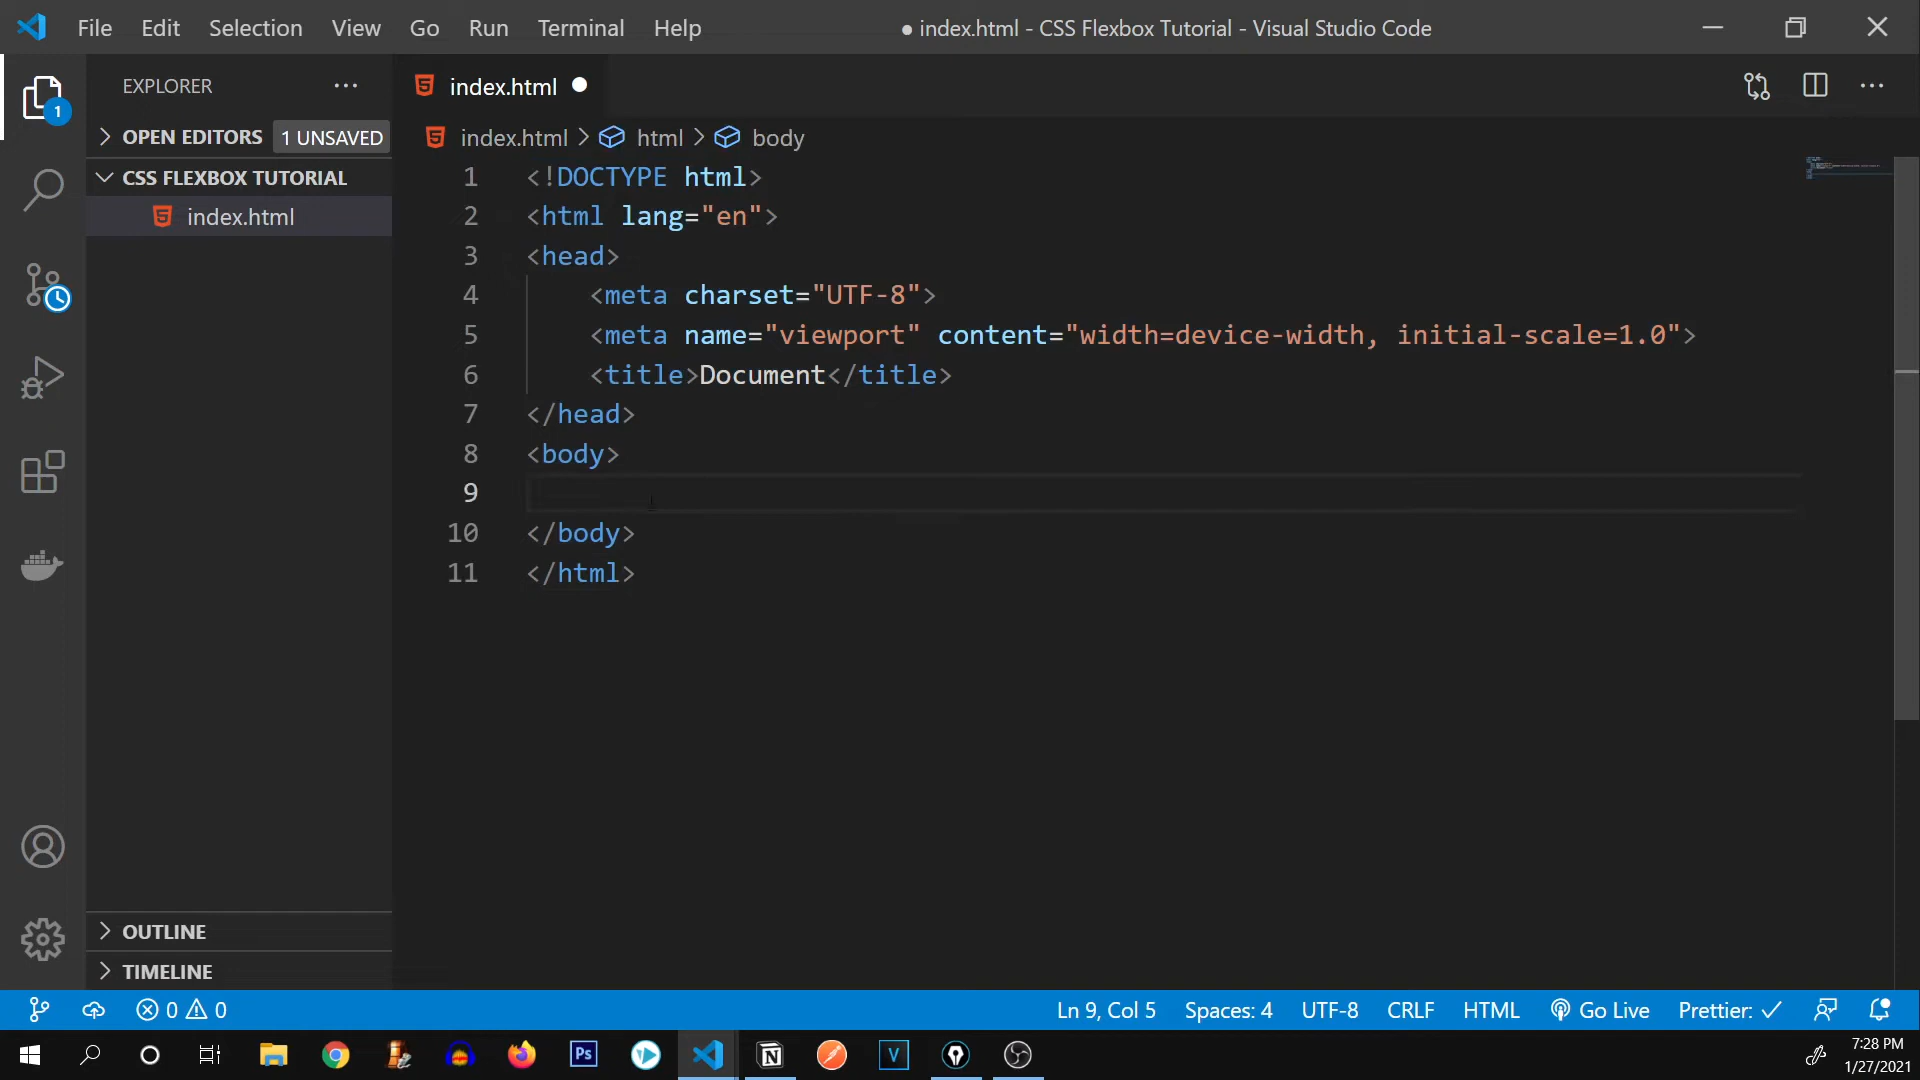 File Edit Selection View Go Run Terminal Help ● index.html - CSS Flexbox Tutorial - Visual Studio Code
EXPLORER
index.html
1
OPEN EDITORS 1 UNSAVED
index.html > html > body
CSS FLEXBOX TUTORIAL
index.html
1 <!DOCTYPE html>
2 <html lang="en">
3 <head>
4 <meta charset="UTF-8">
5 <meta name="viewport" content="width=device-width, initial-scale=1.0">
6 <title>Document</title>
7 </head>
8 <body>
9
10 </body>
11 </html>
OUTLINE
TIMELINE
0 0 Ln 9, Col 5 Spaces: 4 UTF-8 CRLF HTML Go Live Prettier: ✓
Ps N V
7:28 PM
1/27/2021